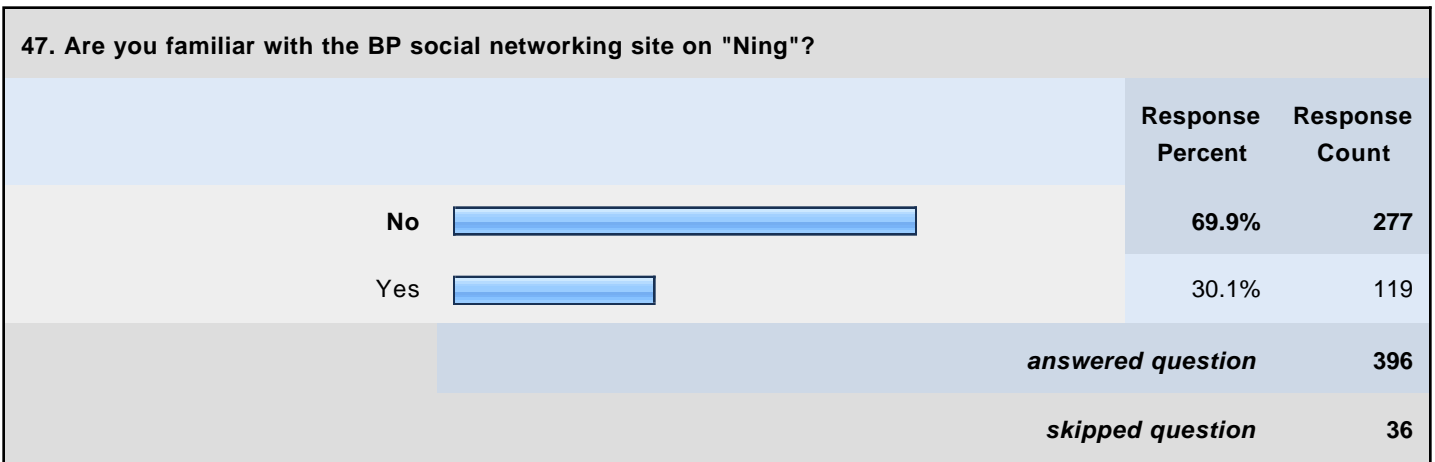 47. Are you familiar with the BP social networking site on "Ning"?
Response Response
Percent Count
No 69.9% 277
Yes 30.1% 119
answered question 396
skipped question 36